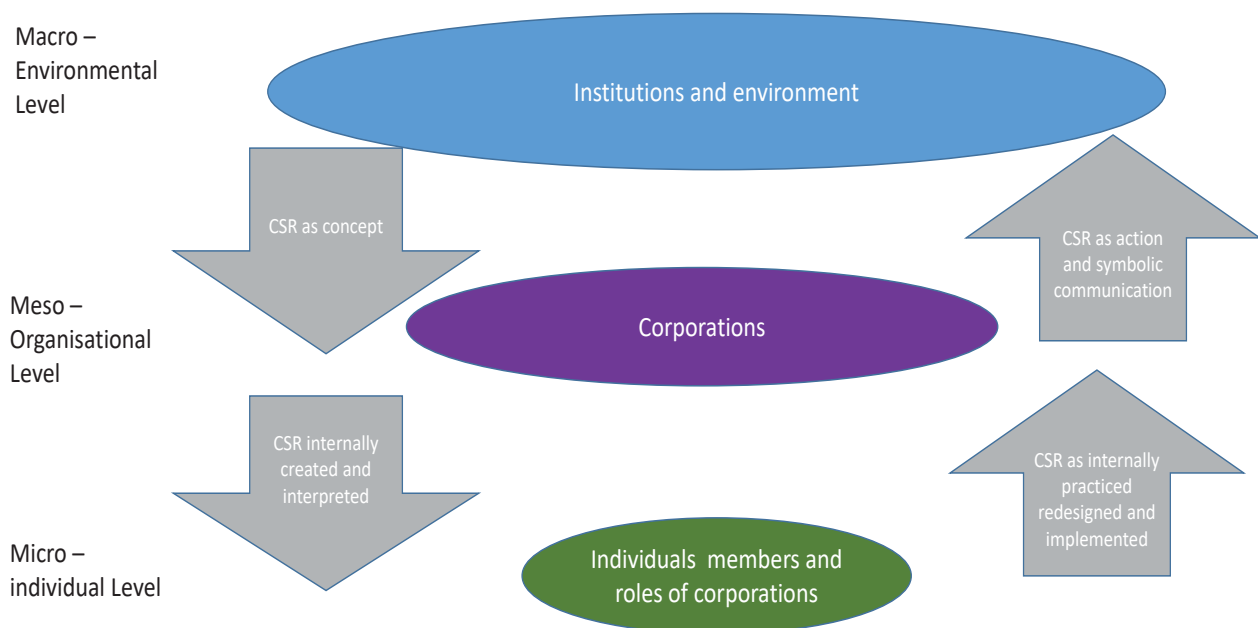 Macro –
Environmental
Level
Institutions and environment
CSR as concept
CSR as action
and symbolic
communication
Meso –
Organisational
Level
Corporations
CSR internally
created and
interpreted
CSR as internally
practiced
redesigned and
implemented
Micro –
individual Level
Individuals  members and
roles of corporations